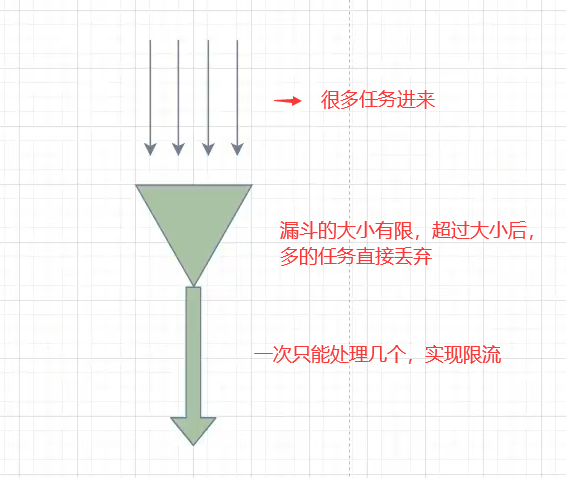 很多任务进来
漏斗的大小有限，超过大小后，
多的任务直接丢弃
一次只能处理几个，实现限流